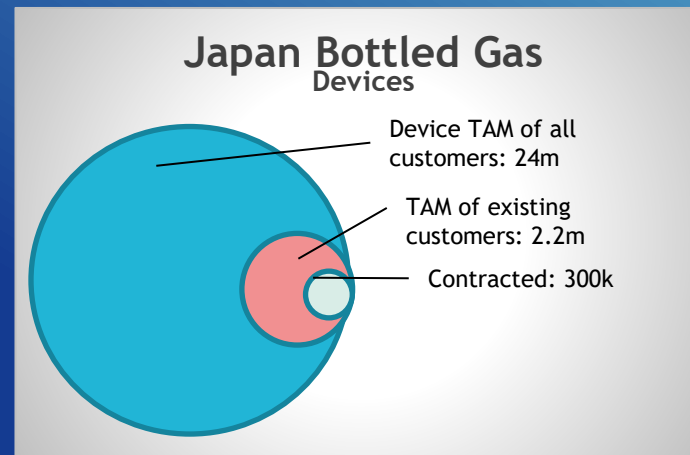 Japan Bottled Gas
Devices
Device TAM of all
customers: 24m
TAM of existing
customers: 2.2m
Contracted: 300k